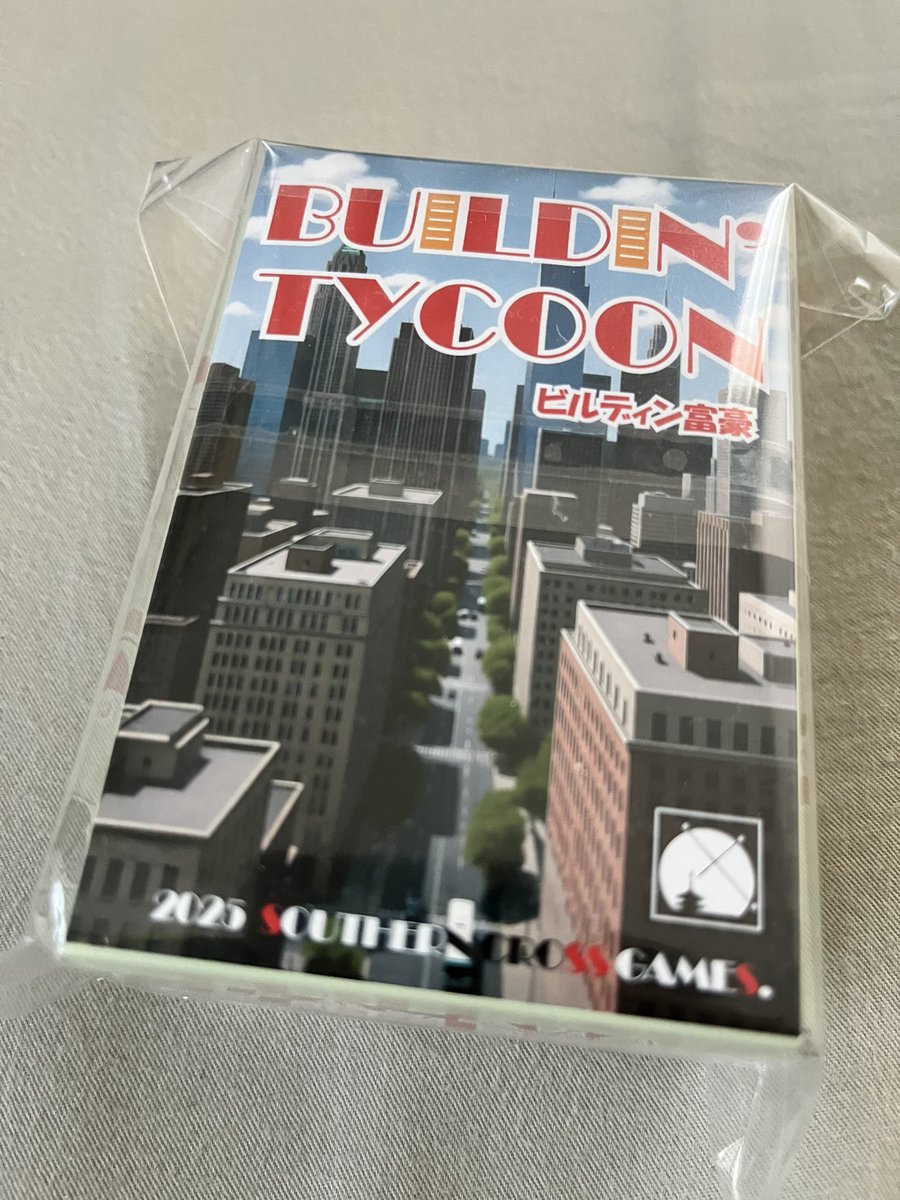 BUILDIN'
TYCOON
ビルディン富豪
2025 SOUTHERN CROSS GAMES.